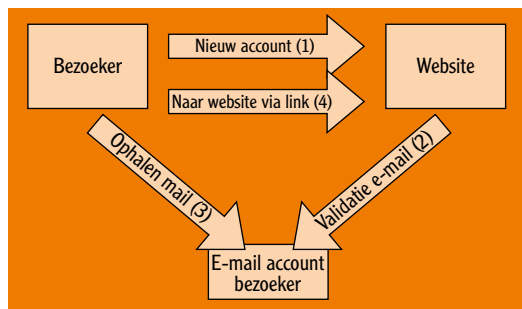 Bezoeker
Nieuw account (1)
Website
Naar website via link (4)
Ophalen mail (3)
Validatie e-mail (2)
E-mail account
bezoeker